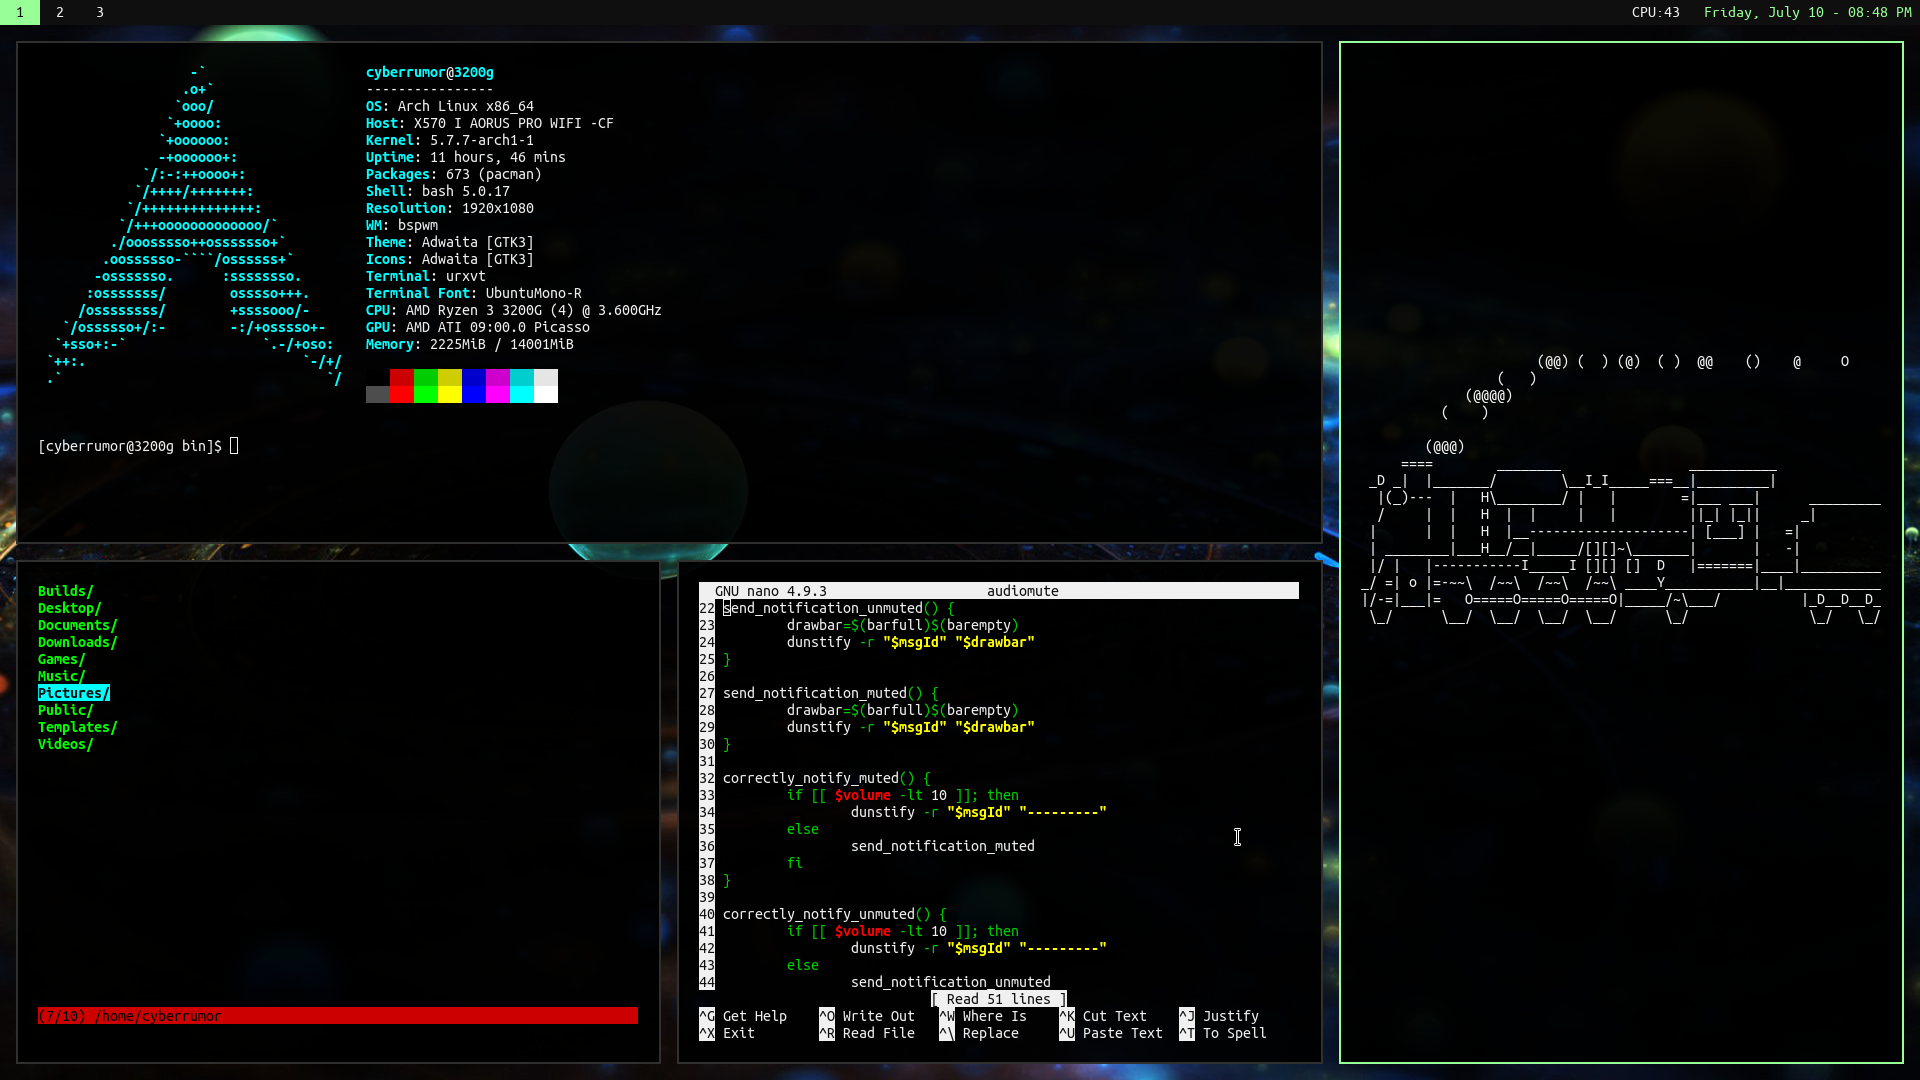 1 2 3
CPU:43 Friday, July 10 - 08:48 PM
cyberrumor@3200g
----------------
OS: Arch Linux x86_64
Host: X570 I AORUS PRO WIFI -CF
Kernel: 5.7.7-arch1-1
Uptime: 11 hours, 46 mins
Packages: 673 (pacman)
Shell: bash 5.0.17
Resolution: 1920x1080
WM: bspwm
Theme: Adwaita [GTK3]
Icons: Adwaita [GTK3]
Terminal: urxvt
Terminal Font: UbuntuMono-R
CPU: AMD Ryzen 3 3200G (4) @ 3.600GHz
GPU: AMD ATI 09:00.0 Picasso
Memory: 2225MiB / 14001MiB
[cyberrumor@3200g bin]$
Builds/
Desktop/
Documents/
Downloads/
Games/
Music/
Pictures/
Public/
Templates/
Videos/
(7/10) /home/cyberrumor
GNU nano 4.9.3 audiomute
22 send_notification_unmuted() {
23 drawbar=$(barfull)$(barempty)
24 dunstify -r "$msgId" "$drawbar"
25 }
26
27 send_notification_muted() {
28 drawbar=$(barfull)$(barempty)
29 dunstify -r "$msgId" "$drawbar"
30 }
31
32 correctly_notify_muted() {
33 if [[ $volume -lt 10 ]]; then
34 dunstify -r "$msgId" "---------"
35 else
36 send_notification_muted
37 fi
38 }
39
40 correctly_notify_unmuted() {
41 if [[ $volume -lt 10 ]]; then
42 dunstify -r "$msgId" "---------"
43 else
44 send_notification_unmuted
[ Read 51 lines ]
^G Get Help ^O Write Out ^W Where Is ^K Cut Text ^J Justify
^X Exit ^R Read File ^\ Replace ^U Paste Text ^T To Spell